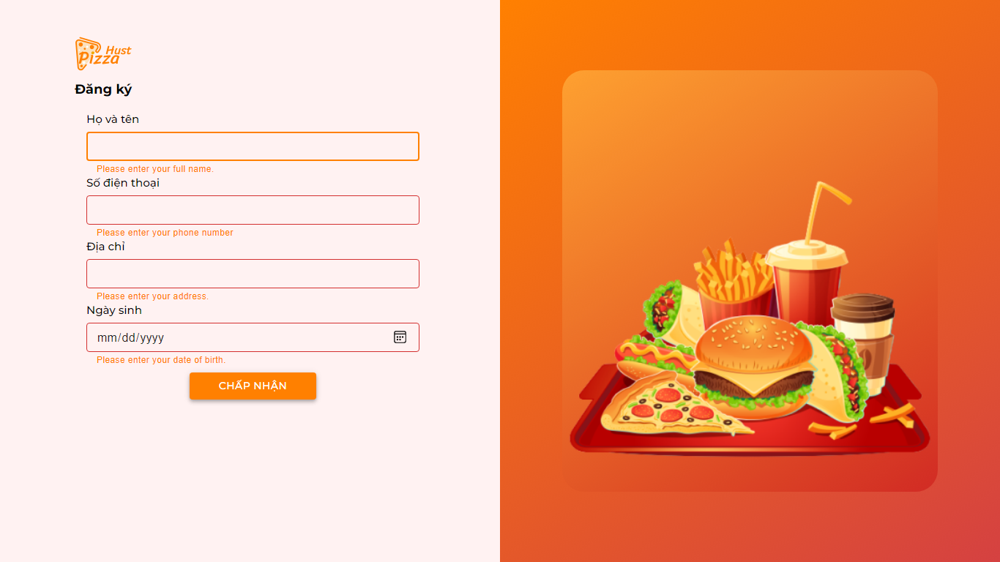 Hust
Pizza
Đăng ký
Họ và tên
Please enter your full name.
Số điện thoại
Please enter your phone number
Địa chỉ
Please enter your address.
Ngày sinh
mm/dd/yyyy
Please enter your date of birth.
CHẤP NHẬN